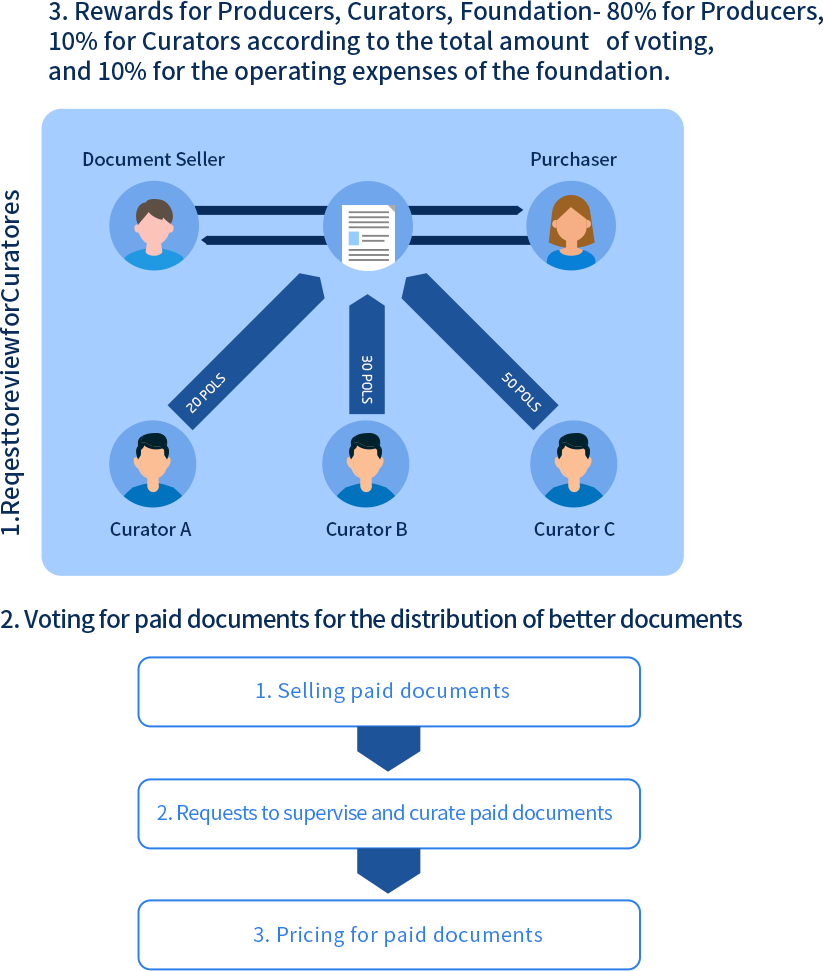 3. Rewards for Producers, Curators, Foundation- 80% for Producers,
10% for Curators according to the total amount of voting,
and 10% for the operating expenses of the foundation.
1.ReqesttoreviewforCuratores
Document Seller
Purchaser
20 POLS
30 POLS
50 POLS
Curator A
Curator B
Curator C
2. Voting for paid documents for the distribution of better documents
1. Selling paid documents
2. Requests to supervise and curate paid documents
3. Pricing for paid documents